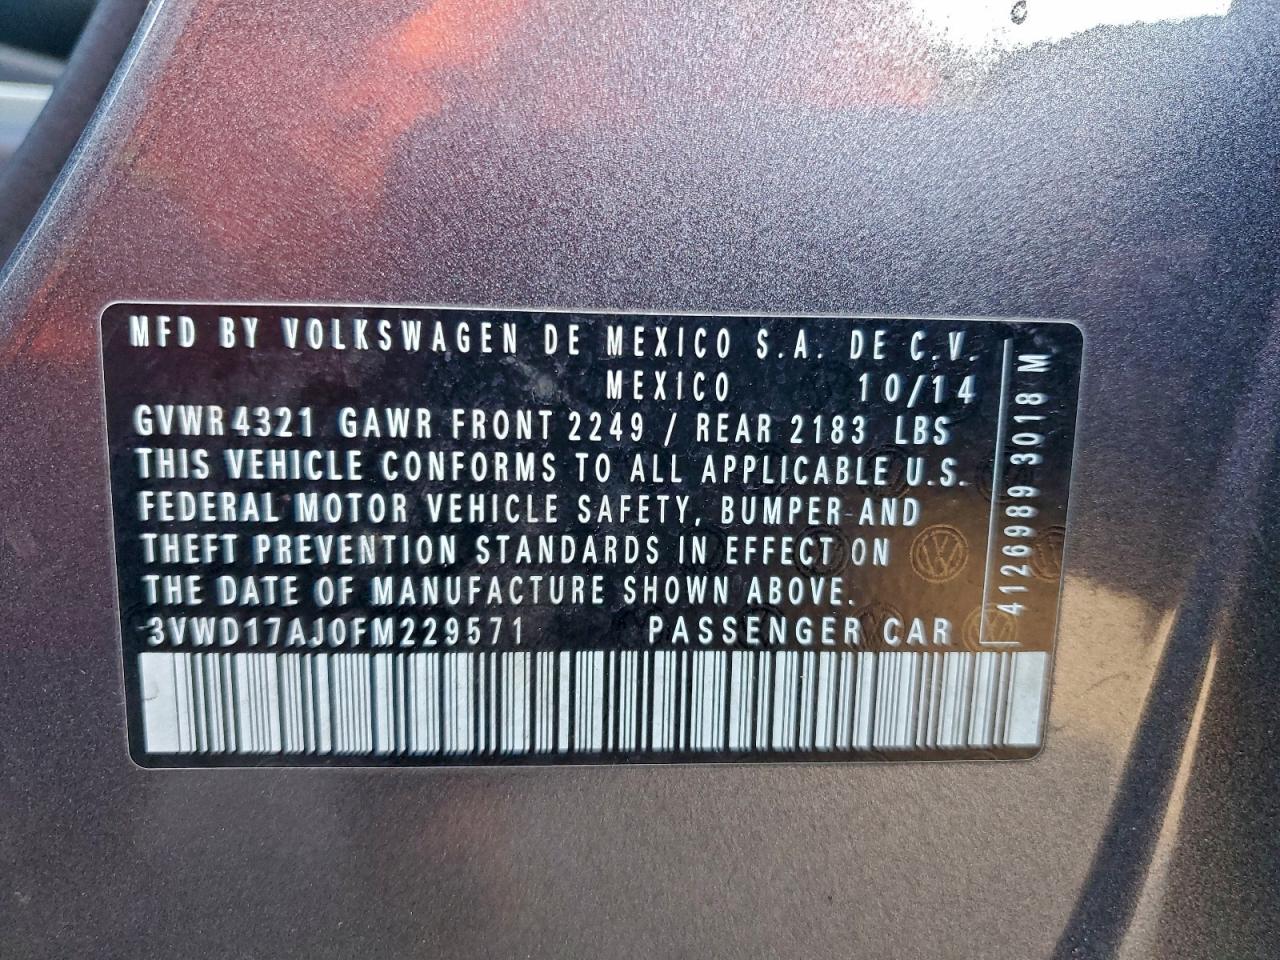 MFD BY VOLKSWAGEN DE MEXICO S.A. DE C.V.
MEXICO 10/14
GVWR 4321 GAWR FRONT 2249 / REAR 2183 LBS
THIS VEHICLE CONFORMS TO ALL APPLICABLE U.S.
FEDERAL MOTOR VEHICLE SAFETY, BUMPER AND
THEFT PREVENTION STANDARDS IN EFFECT ON
THE DATE OF MANUFACTURE SHOWN ABOVE.
3VWD17AJ0FM229571 PASSENGER CAR
4126989 3018 M